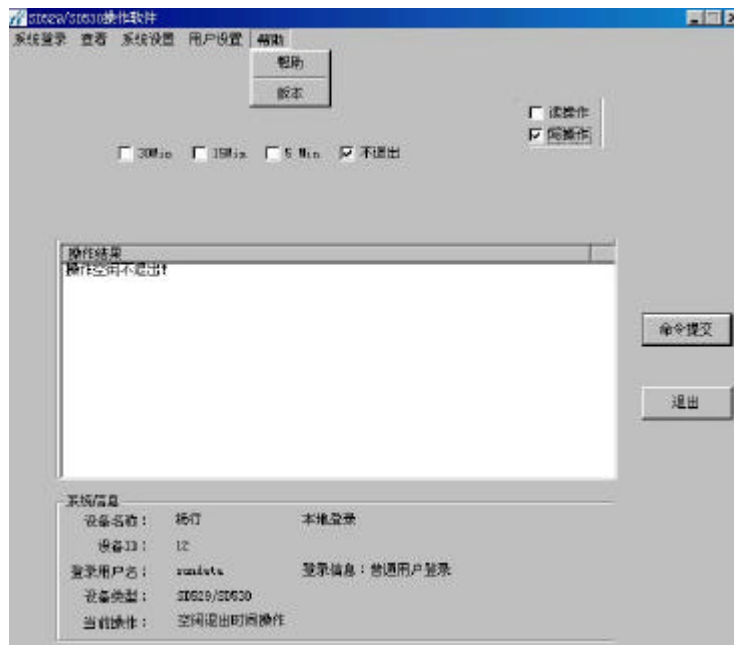 SD529/SD530操作软件
系统登录 查看 系统设置 用户设置 帮助
帮助
版本
读操作
写操作
30Min 15Min 5 Min 不退出
操作结果
操作空闲不退出!
命令提交
退出
系统信息
设备名称: 杨行 本地登录
设备ID: 12
登录用户名: sundata 登录信息:普通用户登录
设备类型: SD529/SD530
当前操作: 空闲退出时间操作